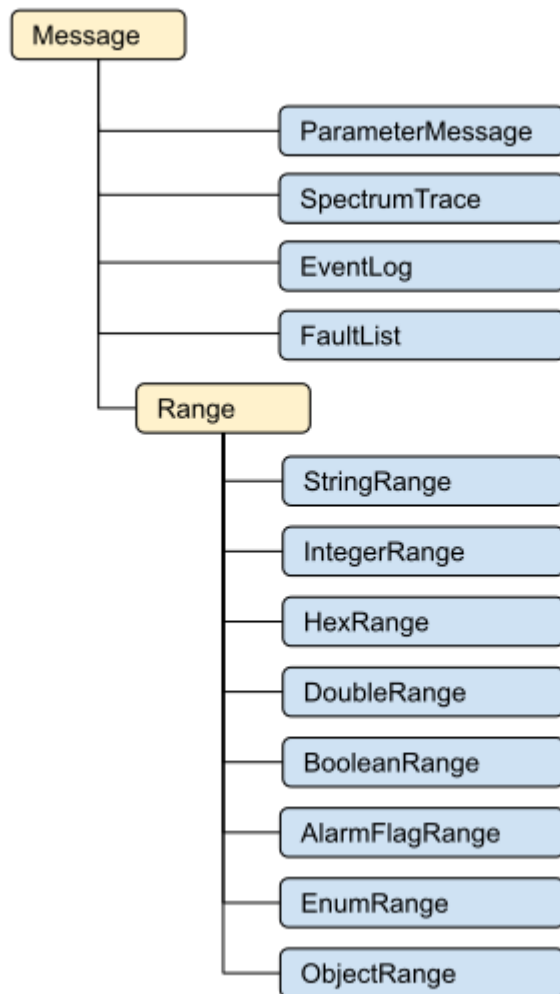 Message
ParameterMessage
SpectrumTrace
EventLog
FaultList
Range
StringRange
IntegerRange
HexRange
DoubleRange
BooleanRange
AlarmFlagRange
EnumRange
ObjectRange